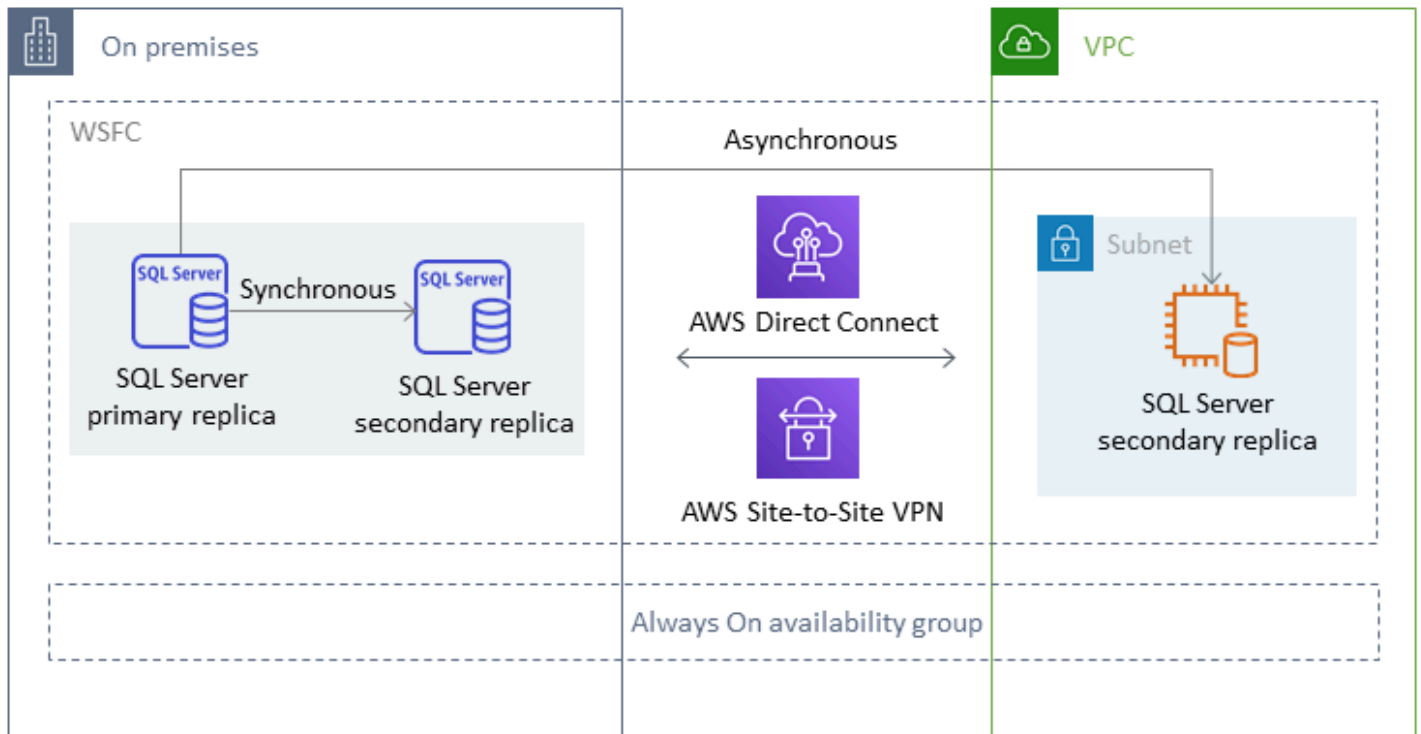 On premises
VPC
WSFC
Asynchronous
Subnet
SQL Server
Synchronous
SQL Server
AWS Direct Connect
SQL Server
primary replica
SQL Server
secondary replica
SQL Server
secondary replica
AWS Site-to-Site VPN
Always On availability group